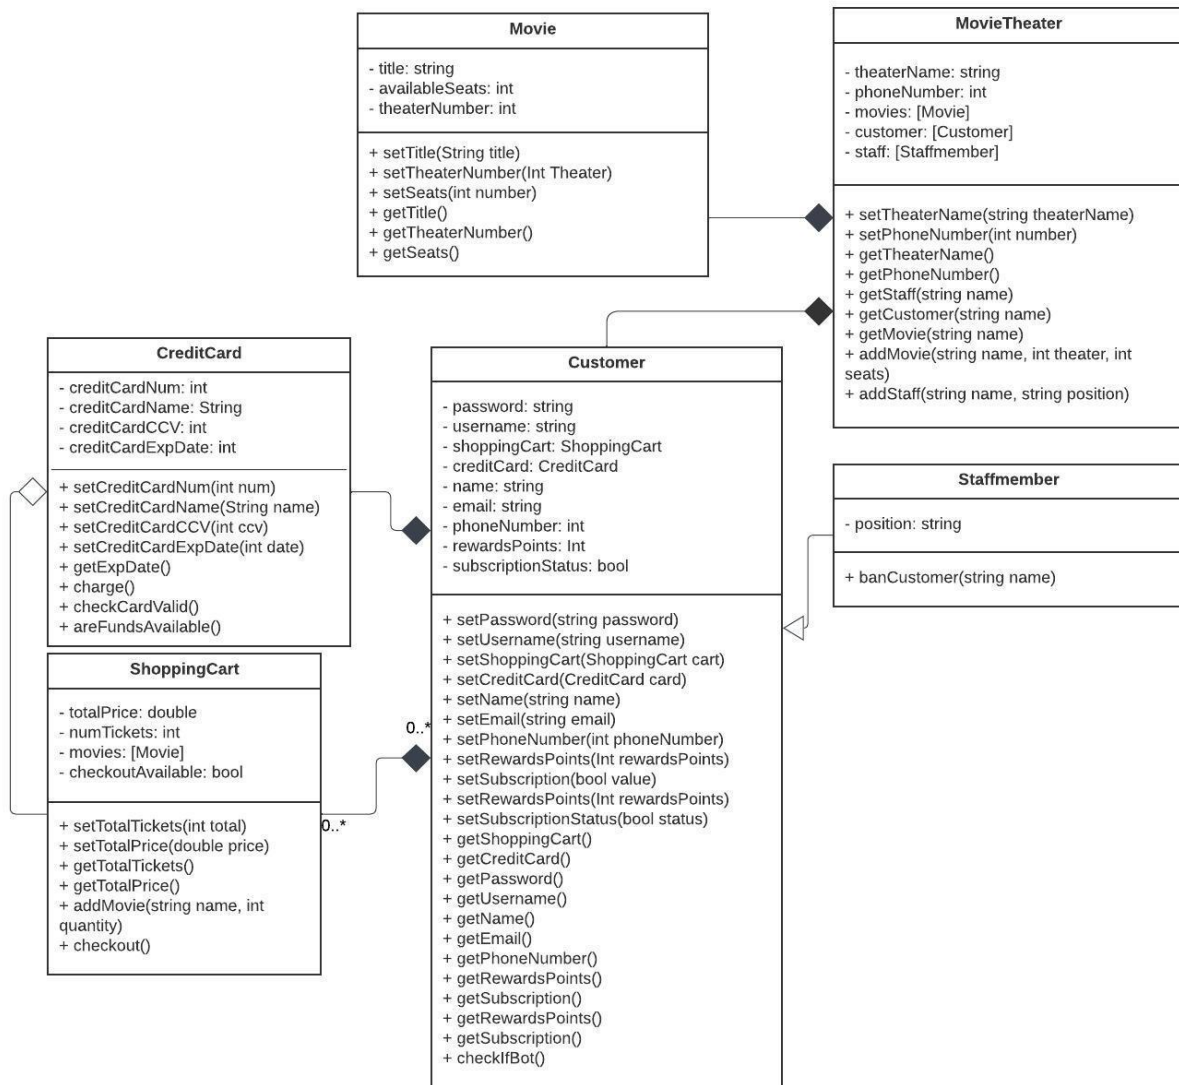 Movie
- title: string
- availableSeats: int
- theaterNumber: int
+ setTitle(String title)
+ setTheaterNumber(Int Theater)
+ setSeats(int number)
+ getTitle()
+ getTheaterNumber()
+ getSeats()
MovieTheater
- theaterName: string
- phoneNumber: int
- movies: [Movie]
- customer: [Customer]
- staff: [Staffmember]
+ setTheaterName(string theaterName)
+ setPhoneNumber(int number)
+ getTheaterName()
+ getPhoneNumber()
+ getStaff(string name)
+ getCustomer(string name)
+ getMovie(string name)
+ addMovie(string name, int theater, int
seats)
+ addStaff(string name, string position)
CreditCard
- creditCardNum: int
- creditCardName: String
- creditCardCCV: int
- creditCardExpDate: int
+ setCreditCardNum(int num)
+ setCreditCardName(String name)
+ setCreditCardCCV(int ccv)
+ setCreditCardExpDate(int date)
+ getExpDate()
+ charge()
+ checkCardValid()
+ areFundsAvailable()
Customer
- password: string
- username: string
- shoppingCart: ShoppingCart
- creditCard: CreditCard
- name: string
- email: string
- phoneNumber: int
- rewardsPoints: Int
- subscriptionStatus: bool
+ setPassword(string password)
+ setUsername(string username)
+ setShoppingCart(ShoppingCart cart)
+ setCreditCard(CreditCard card)
+ setName(string name)
+ setEmail(string email)
+ setPhoneNumber(int phoneNumber)
+ setRewardsPoints(Int rewardsPoints)
+ setSubscription(bool value)
+ setRewardsPoints(Int rewardsPoints)
+ setSubscriptionStatus(bool status)
+ getShoppingCart()
+ getCreditCard()
+ getPassword()
+ getUsername()
+ getName()
+ getEmail()
+ getPhoneNumber()
+ getRewardsPoints()
+ getSubscription()
+ getRewardsPoints()
+ getSubscription()
+ checkIfBot()
Staffmember
- position: string
+ banCustomer(string name)
ShoppingCart
- totalPrice: double
- numTickets: int
- movies: [Movie]
- checkoutAvailable: bool
+ setTotalTickets(int total)
+ setTotalPrice(double price)
+ getTotalTickets()
+ getTotalPrice()
+ addMovie(string name, int
quantity)
+ checkout()
0..*
0..*